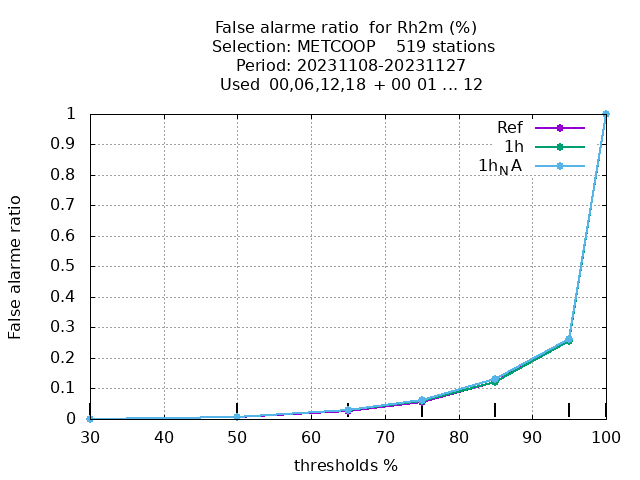 False alarme ratio  for Rh2m (%)
Selection: METCOOP    519 stations
Period: 20231108-20231127
Used  00,06,12,18  + 00 01 ... 12
Ref
1h
1h_NA
False alarme ratio
1
0.9
0.8
0.7
0.6
0.5
0.4
0.3
0.2
0.1
0
30 40 50 60 70 80 90 100
thresholds %